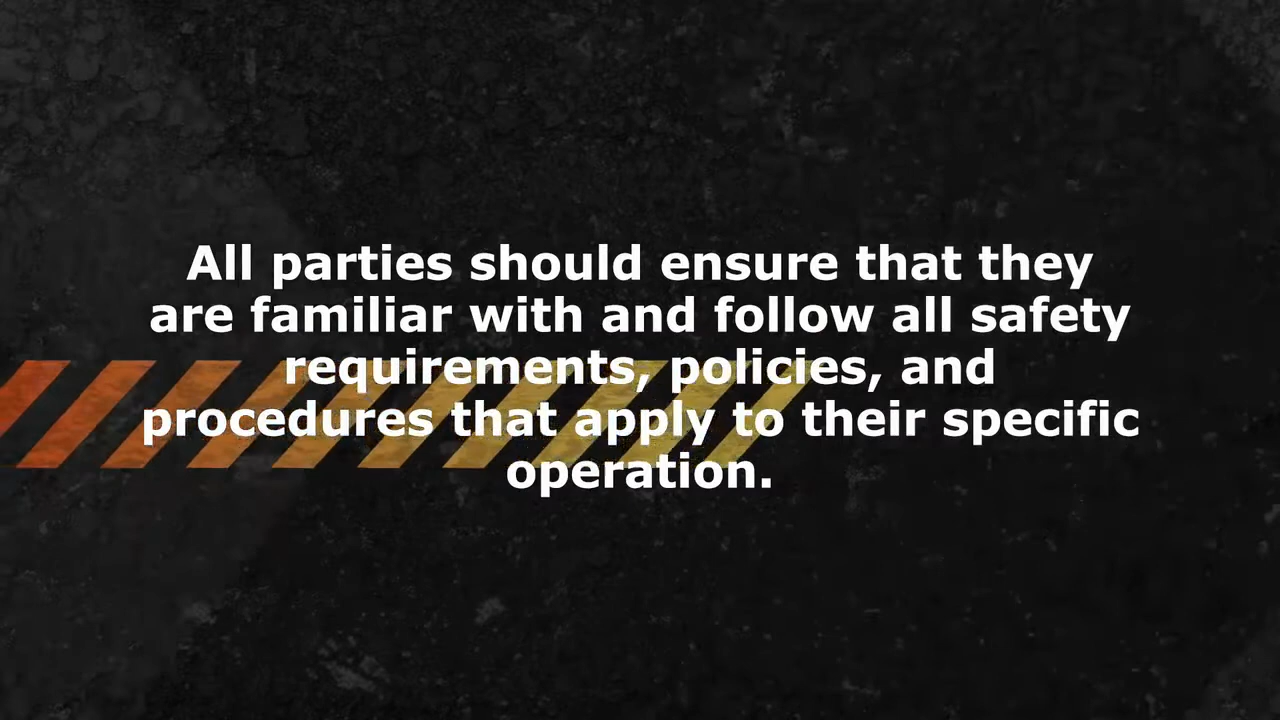 All parties should ensure that they
are familiar with and follow all safety
requirements, policies, and
procedures that apply to their specific
operation.